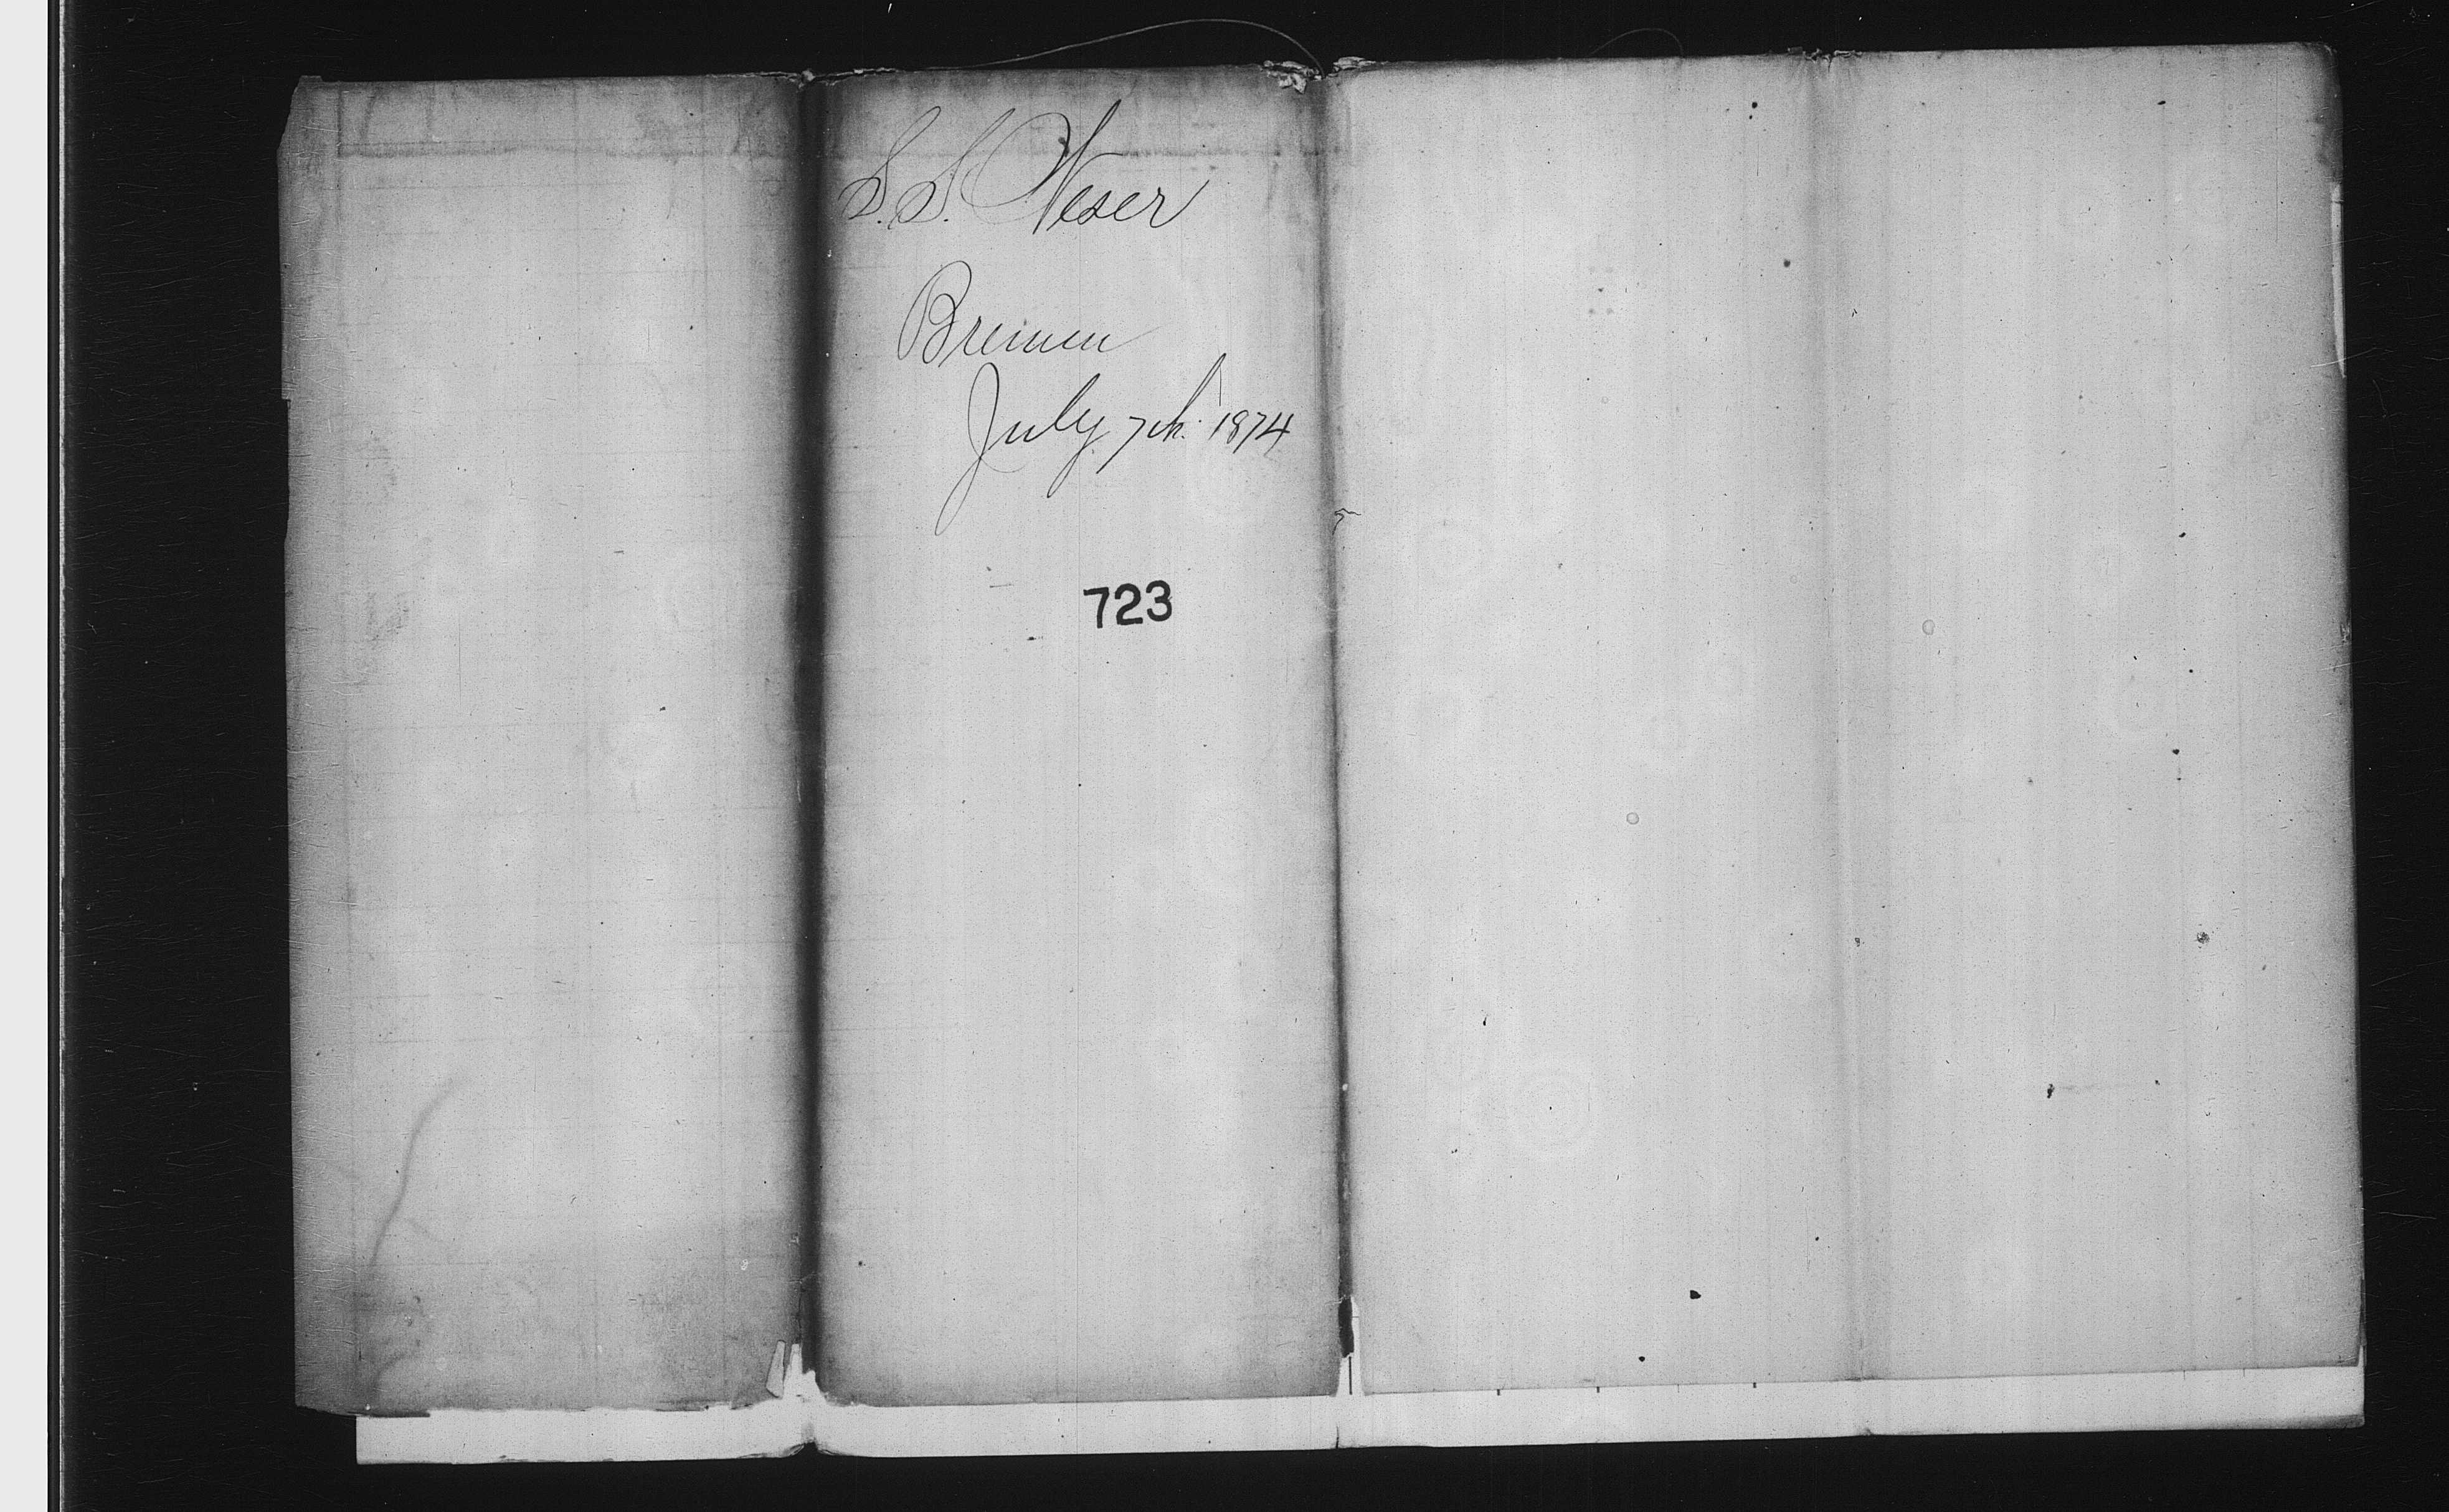 S.S. Weser
Bremen
July 7th. 1874
723